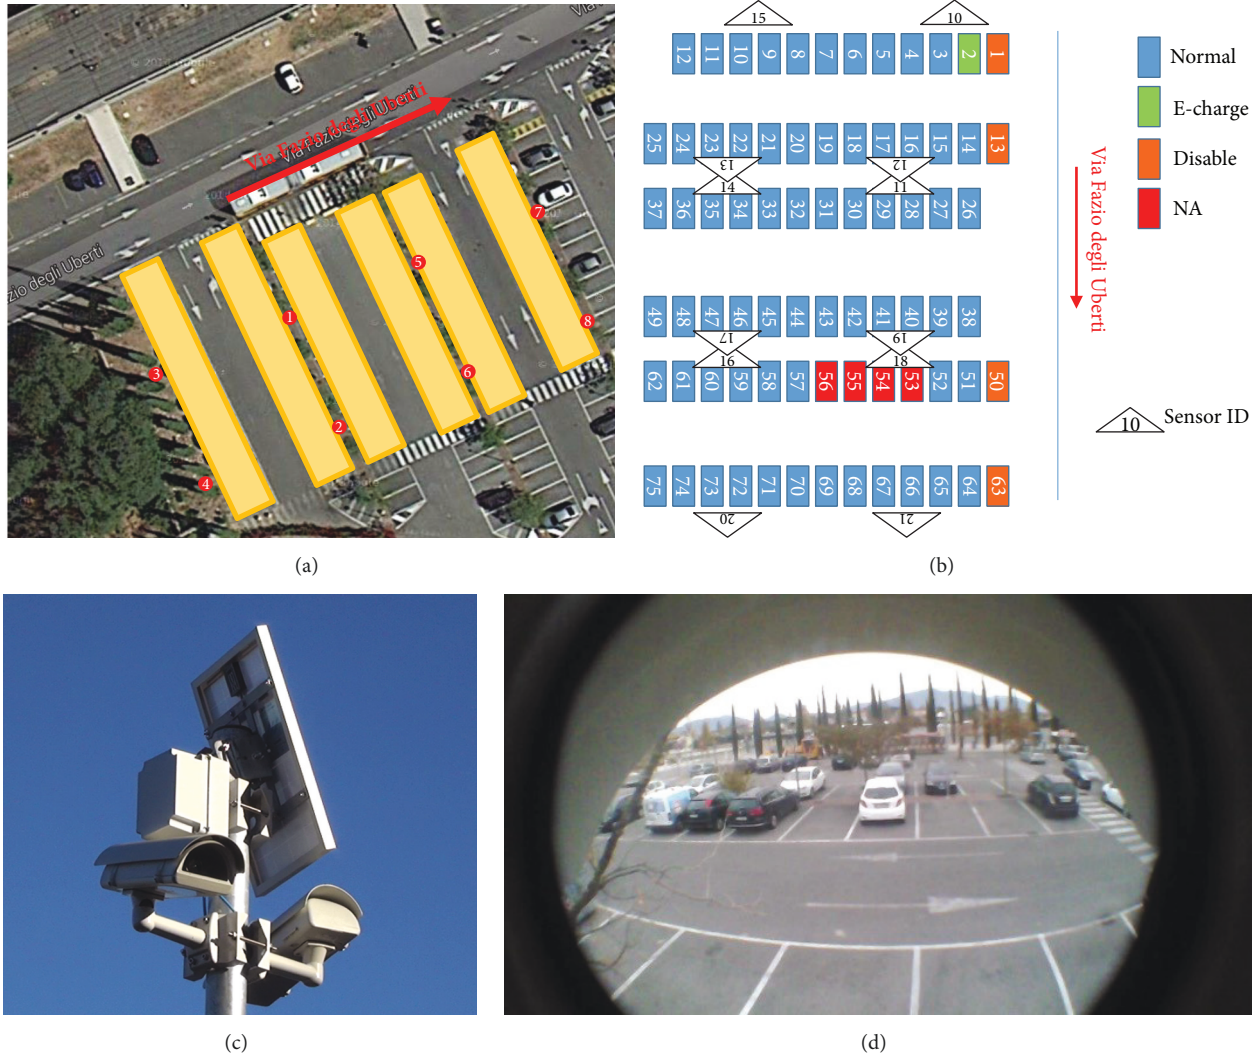 Via Fazio degli Uberti
Via Fazio degli Uberti
zio degli Uberti
Via
1
2
3
4
5
6
7
8
(a)
15
10
12 11 10 9 8 7 6 5 4 3 2 1
25 24 23 22 21 20 19 18 17 16 15 14 13
13
12
14
11
37 36 35 34 33 32 31 30 29 28 27 26
49 48 47 46 45 44 43 42 41 40 39 38
17
19
16
18
62 61 60 59 58 57 56 55 54 53 52 51 50
75 74 73 72 71 70 69 68 67 66 65 64 63
20
21
Via Fazio degli Uberti
Normal
E-charge
Disable
NA
10
Sensor ID
(b)
(c)
(d)